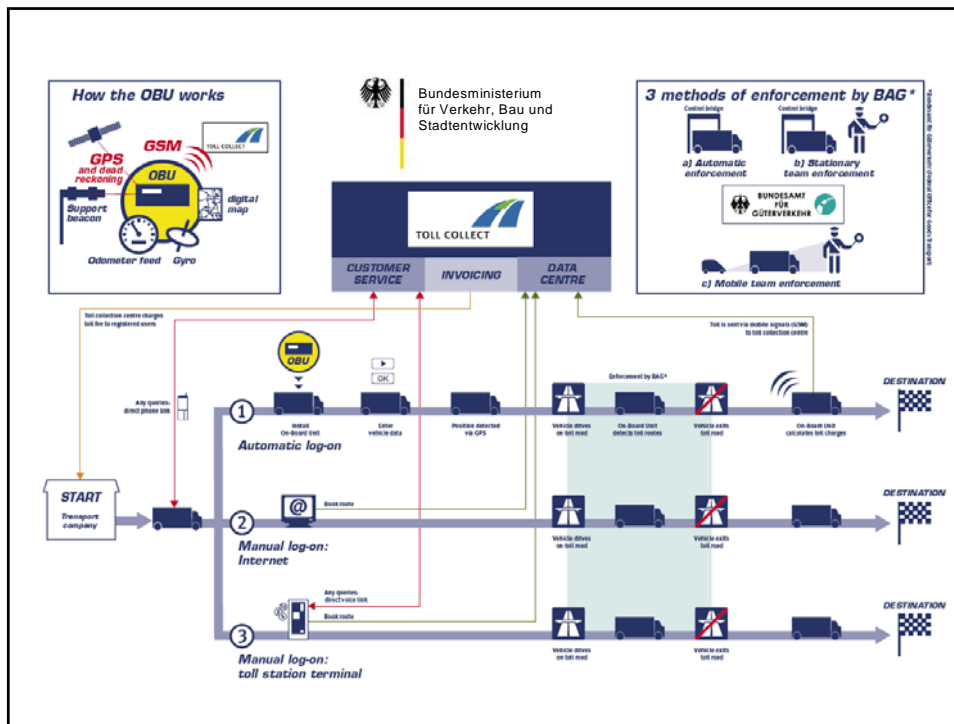 How the OBU works
GSM
TOLL COLLECT
GPS
and dead
reckoning
OBU
digital
map
Support
beacon
Odometer feed
Gyro
Bundesministerium
für Verkehr, Bau und
Stadtentwicklung
3 methods of enforcement by BAG*
Control bridge
Control bridge
a) Automatic
enforcement
b) Stationary
team enforcement
BUNDESAMT
FÜR
GÜTERVERKEHR
c) Mobile team enforcement
*Bundesamt für Güterverkehr (Federal Office for Goods Transport)
TOLL COLLECT
CUSTOMER
SERVICE
INVOICING
DATA
CENTRE
Toll collection centre charges
toll fee to registered users
Toll is sent via mobile signals (GSM)
to toll collection centre
OBU
OK
Any queries-
direct phone link
Enforcement by BAG*
DESTINATION
1
Install
On-Board Unit
Enter
vehicle data
Position detected
via GPS
Vehicle drives
on toll road
On-Board Unit
detects toll routes
Vehicle exits
toll road
On-Board Unit
calculates toll charges
Automatic log-on
START
Transport
company
@
Book route
DESTINATION
2
Manual log-on:
Internet
Vehicle drives
on toll road
Vehicle exits
toll road
Any queries-
direct voice link
Book route
DESTINATION
3
Manual log-on:
toll station terminal
Vehicle drives
on toll road
Vehicle exits
toll road